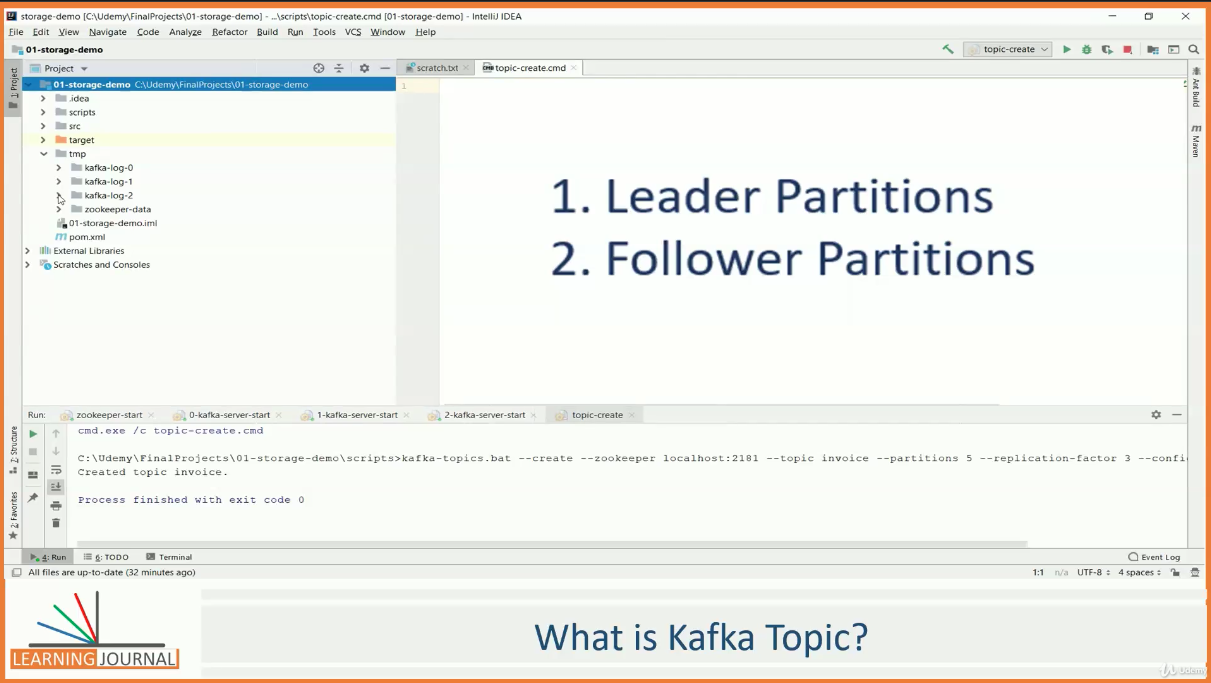 storage-demo [C:\Udemy\FinalProjects\01-storage-demo] - ...\scripts\topic-create.cmd [01-storage-demo] - IntelliJ IDEA
File Edit View Navigate Code Analyze Refactor Build Run Tools VCS Window Help
01-storage-demo
topic-create
Project
scratch.txt
topic-create.cmd
1: Project
01-storage-demo C:\Udemy\FinalProjects\01-storage-demo
1
.idea
scripts
src
target
tmp
kafka-log-0
kafka-log-1
kafka-log-2
zookeeper-data
01-storage-demo.iml
pom.xml
External Libraries
Scratches and Consoles
1. Leader Partitions
2. Follower Partitions
Ant Build
Maven
Run: zookeeper-start 0-kafka-server-start 1-kafka-server-start 2-kafka-server-start topic-create
cmd.exe /c topic-create.cmd
C:\Udemy\FinalProjects\01-storage-demo\scripts>kafka-topics.bat --create --zookeeper localhost:2181 --topic invoice --partitions 5 --replication-factor 3 --confi
Created topic invoice.
Process finished with exit code 0
7: Structure
2: Favorites
4: Run 6: TODO Terminal Event Log
All files are up-to-date (32 minutes ago) 1:1 n/a UTF-8 4 spaces
What is Kafka Topic?
LEARNING JOURNAL
Udemy